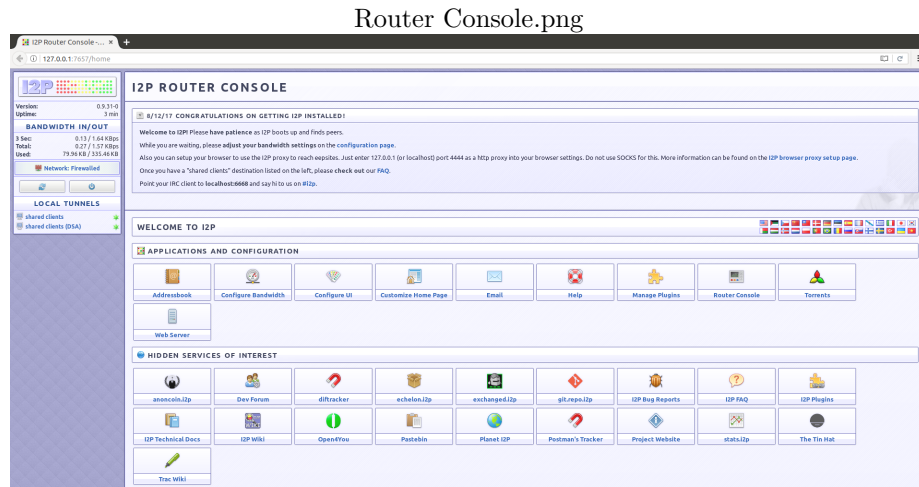 Router Console.png
I2P Router Console -... ×
+
127.0.0.1:7657/home
I2P
Version: 0.9.31-0
Uptime: 3 min
BANDWIDTH IN/OUT
3 Sec: 0.13 / 1.64 KBps
Total: 0.27 / 1.57 KBps
Used: 79.96 KB / 335.46 KB
Network: Firewalled
LOCAL TUNNELS
shared clients
shared clients (DSA)
I2P ROUTER CONSOLE
8/12/17 CONGRATULATIONS ON GETTING I2P INSTALLED!
Welcome to I2P! Please have patience as I2P boots up and finds peers.
While you are waiting, please adjust your bandwidth settings on the configuration page.
Also you can setup your browser to use the I2P proxy to reach eepsites. Just enter 127.0.0.1 (or localhost) port 4444 as a http proxy into your browser settings. Do not use SOCKS for this. More information can be found on the I2P browser proxy setup page.
Once you have a "shared clients" destination listed on the left, please check out our FAQ.
Point your IRC client to localhost:6668 and say hi to us on #i2p.
WELCOME TO I2P
APPLICATIONS AND CONFIGURATION
Addressbook Configure Bandwidth Configure UI Customize Home Page Email Help Manage Plugins Router Console Torrents
Web Server
HIDDEN SERVICES OF INTEREST
anoncoin.i2p Dev Forum diftracker echelon.i2p exchanged.i2p git.repo.i2p I2P Bug Reports I2P FAQ I2P Plugins
I2P Technical Docs I2P Wiki Open4You Pastebin Planet I2P Postman's Tracker Project Website stats.i2p The Tin Hat
Trac Wiki